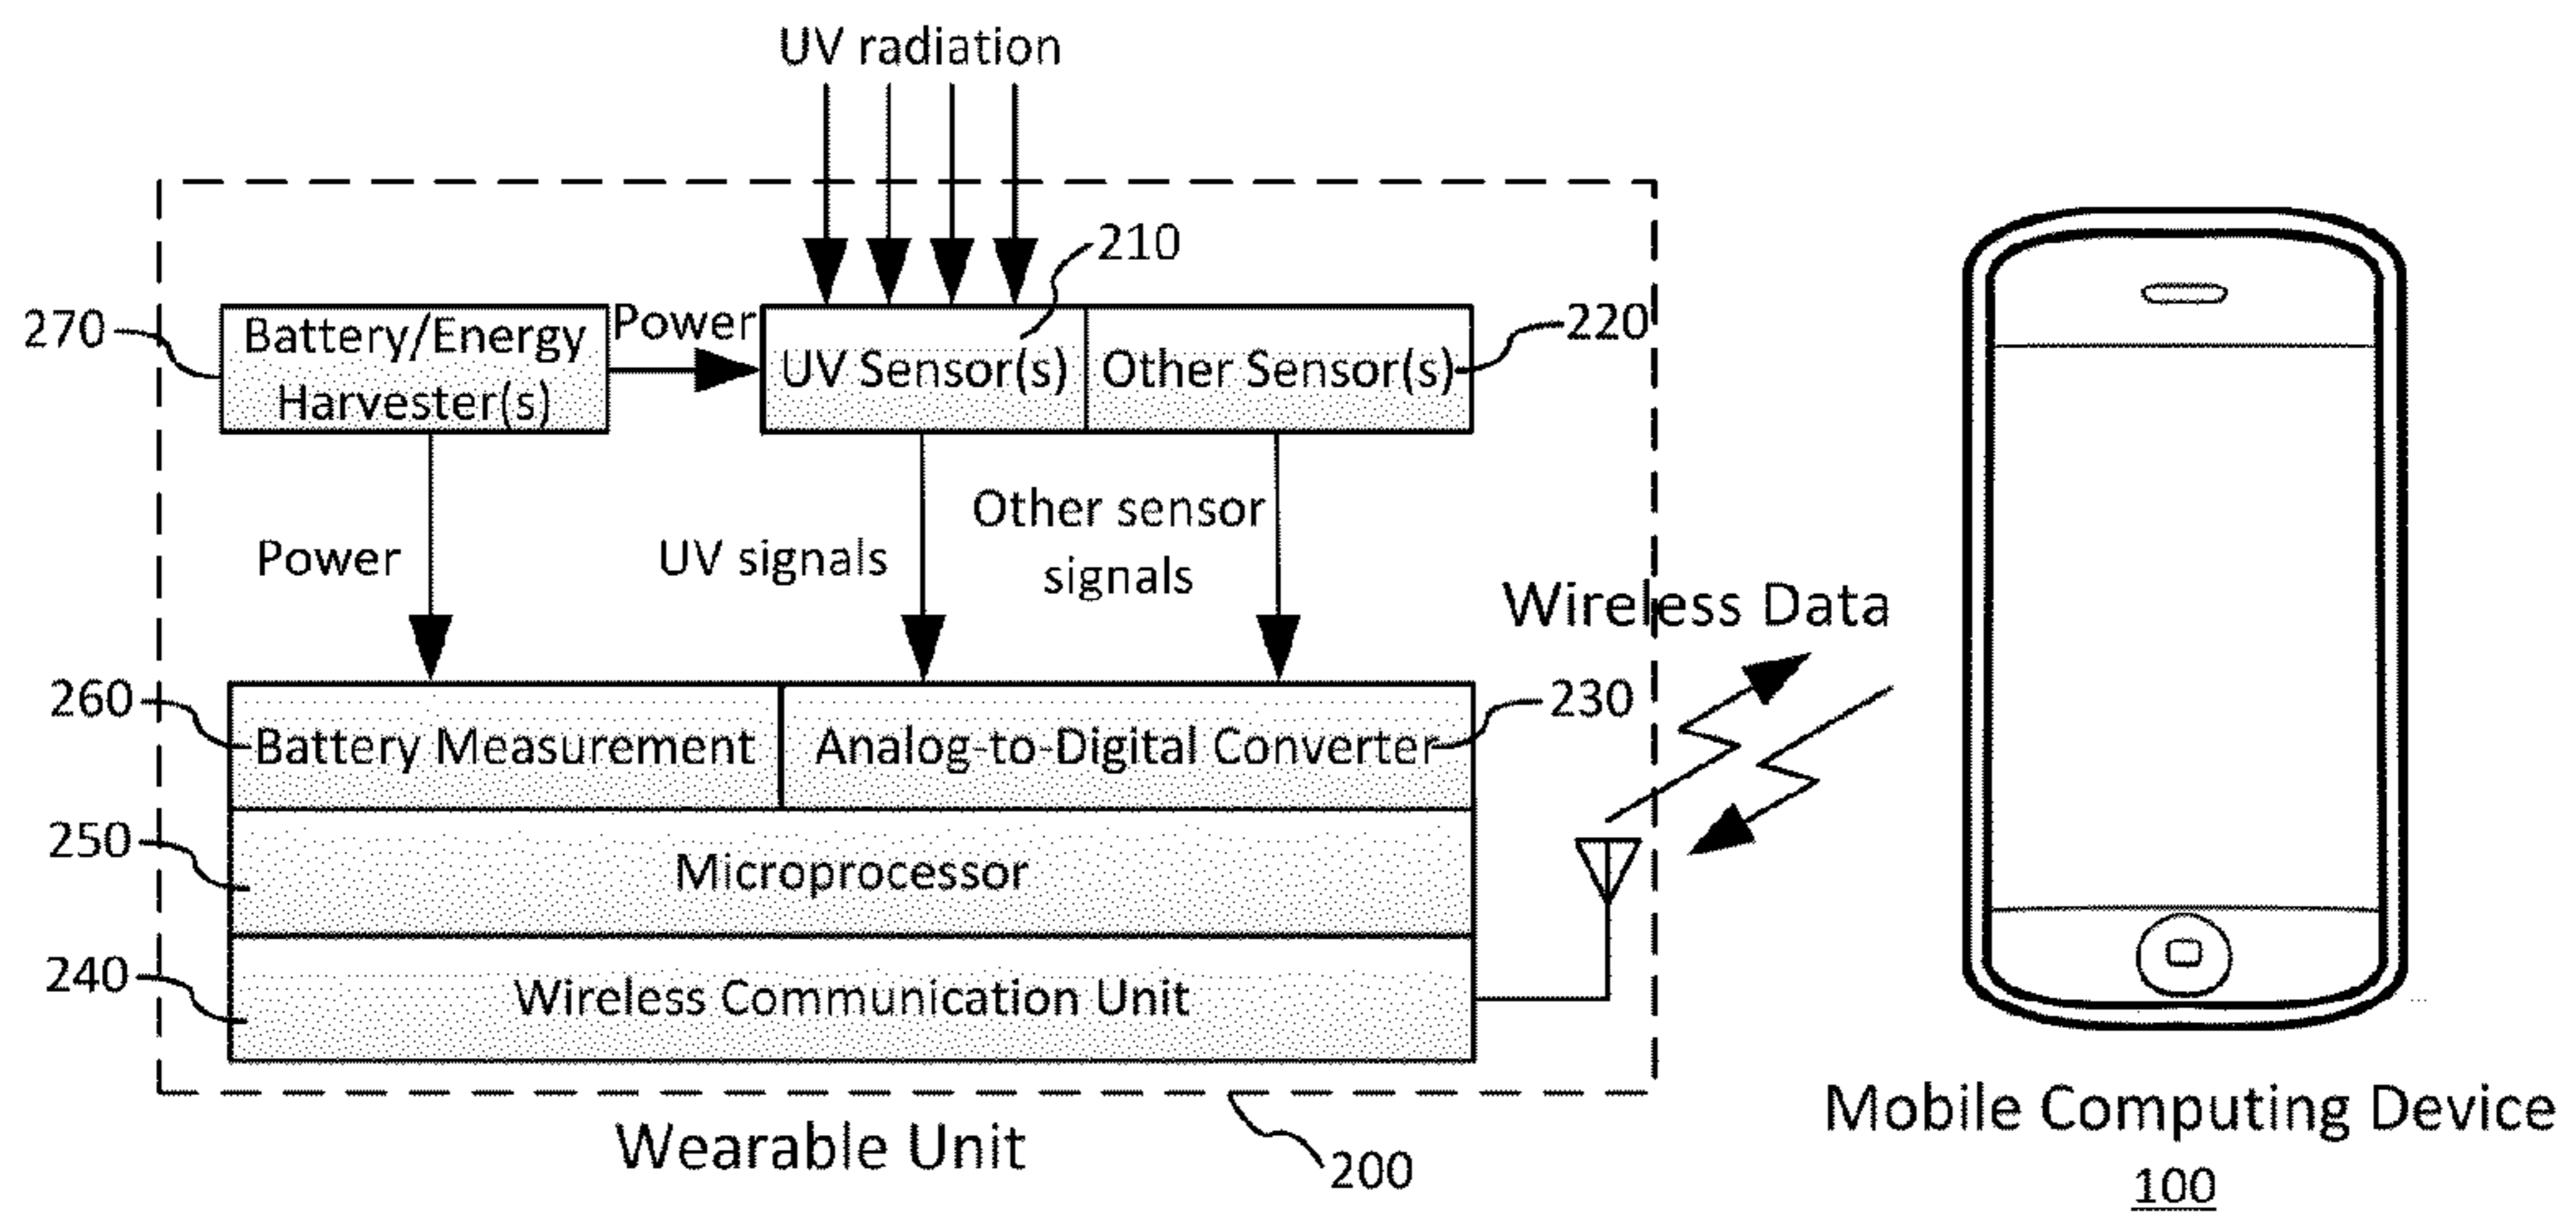 UV radiation
210
270
Battery/Energy
Harvester(s)
Power
UV Sensor(s)
Other Sensor(s)
220
Power
UV signals
Other sensor
signals
Wireless Data
260
Battery Measurement
Analog-to-Digital Converter
230
250
Microprocessor
240
Wireless Communication Unit
Wearable Unit
200
Mobile Computing Device
100